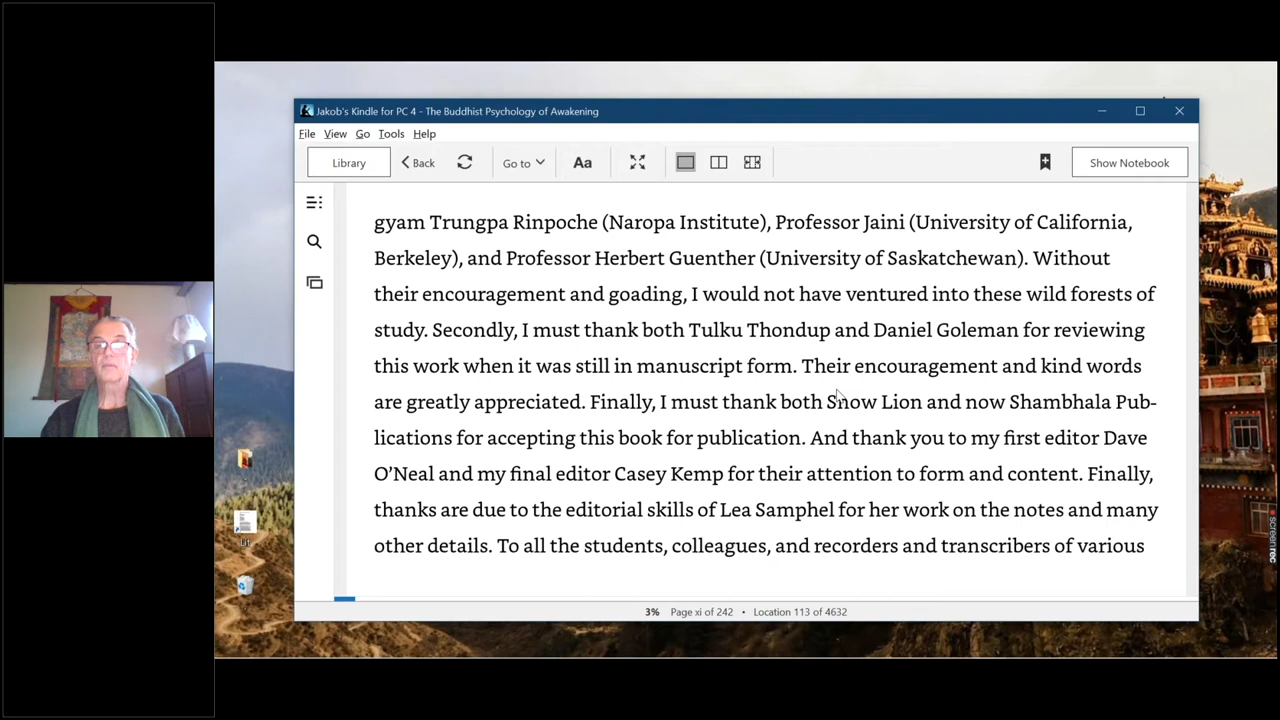 Jakob's Kindle for PC 4 - The Buddhist Psychology of Awakening
File View Go Tools Help
Library Back Go to Aa Show Notebook
gyam Trungpa Rinpoche (Naropa Institute), Professor Jaini (University of California,
Berkeley), and Professor Herbert Guenther (University of Saskatchewan). Without
their encouragement and goading, I would not have ventured into these wild forests of
study. Secondly, I must thank both Tulku Thondup and Daniel Goleman for reviewing
this work when it was still in manuscript form. Their encouragement and kind words
are greatly appreciated. Finally, I must thank both Snow Lion and now Shambhala Pub-
lications for accepting this book for publication. And thank you to my first editor Dave
O’Neal and my final editor Casey Kemp for their attention to form and content. Finally,
thanks are due to the editorial skills of Lea Samphel for her work on the notes and many
other details. To all the students, colleagues, and recorders and transcribers of various
3% Page xi of 242 • Location 113 of 4632
Lit
screenrec